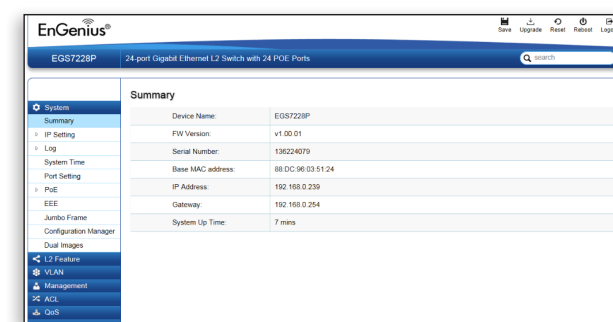 EnGenius®
Save Upgrade Reset Reboot Logo
EGS7228P 24-port Gigabit Ethernet L2 Switch with 24 POE Ports search
Summary
System
Summary
IP Setting
Log
System Time
Port Setting
PoE
EEE
Jumbo Frame
Configuration Manager
Dual Images
L2 Feature
VLAN
Management
ACL
QoS
Device Name: EGS7228P
FW Version: v1.00.01
Serial Number: 136224079
Base MAC address: 88:DC:96:03:51:24
IP Address: 192.168.0.239
Gateway: 192.168.0.254
System Up Time: 7 mins